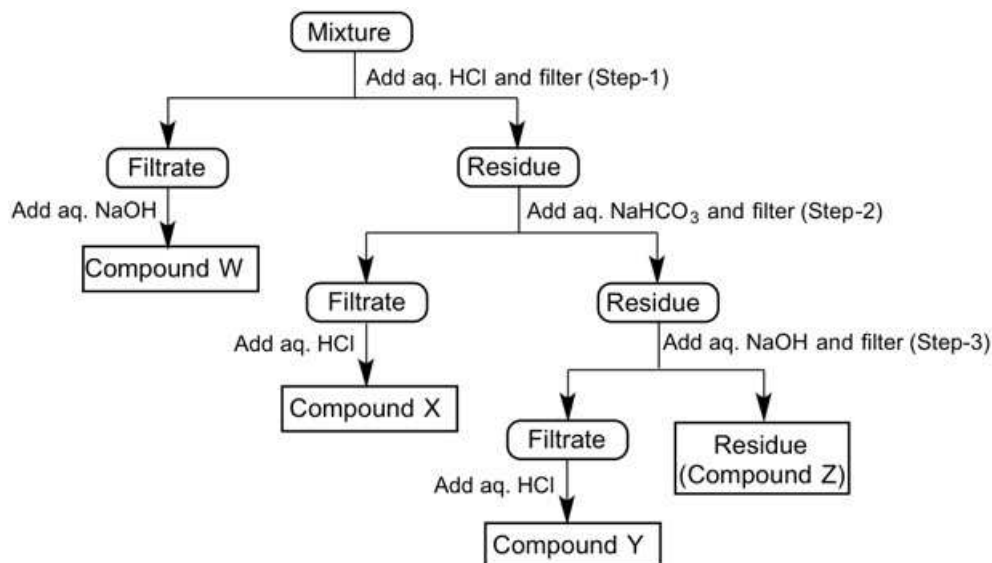 Mixture
Add aq. HCl and filter (Step-1)
Filtrate
Residue
Add aq. NaOH
Add aq. NaHCO₃ and filter (Step-2)
Compound W
Filtrate
Residue
Add aq. HCl
Add aq. NaOH and filter (Step-3)
Compound X
Filtrate
Residue
(Compound Z)
Add aq. HCl
Compound Y